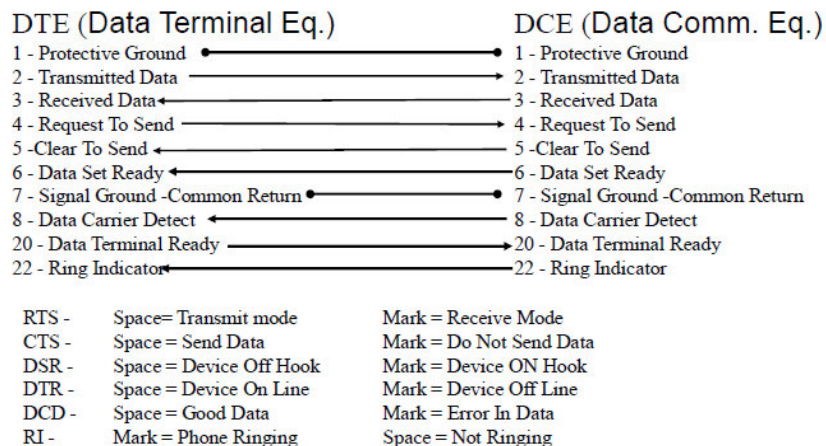 DTE (Data Terminal Eq.) DCE (Data Comm. Eq.)
1 - Protective Ground 1 - Protective Ground
2 - Transmitted Data 2 - Transmitted Data
3 - Received Data 3 - Received Data
4 - Request To Send 4 - Request To Send
5 -Clear To Send 5 -Clear To Send
6 - Data Set Ready 6 - Data Set Ready
7 - Signal Ground -Common Return 7 - Signal Ground -Common Return
8 - Data Carrier Detect 8 - Data Carrier Detect
20 - Data Terminal Ready 20 - Data Terminal Ready
22 - Ring Indicator 22 - Ring Indicator
RTS - Space= Transmit mode Mark = Receive Mode
CTS - Space = Send Data Mark = Do Not Send Data
DSR - Space = Device Off Hook Mark = Device ON Hook
DTR - Space = Device On Line Mark = Device Off Line
DCD - Space = Good Data Mark = Error In Data
RI - Mark = Phone Ringing Space = Not Ringing